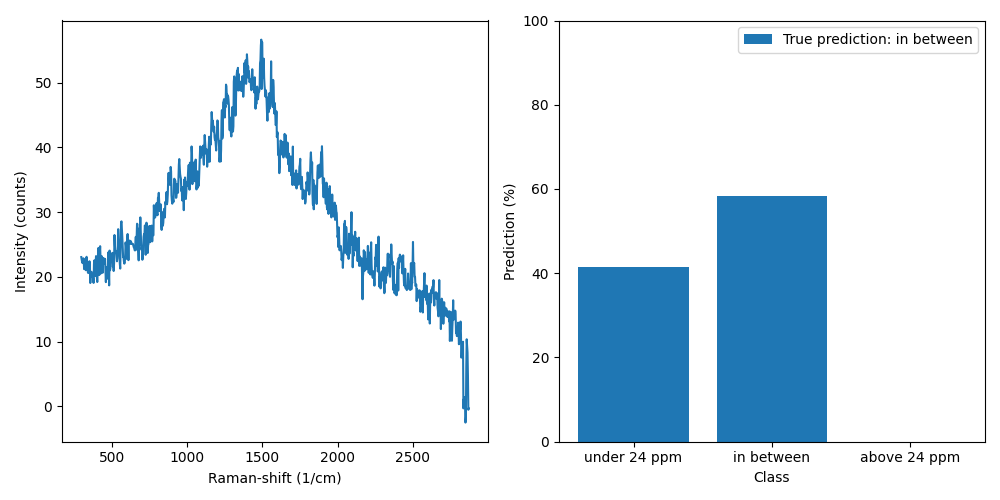 50
40
30
20
10
0
Intensity (counts)
500 1000 1500 2000 2500
Raman-shift (1/cm)
100
80
60
40
20
0
Prediction (%)
True prediction: in between
under 24 ppm in between above 24 ppm
Class